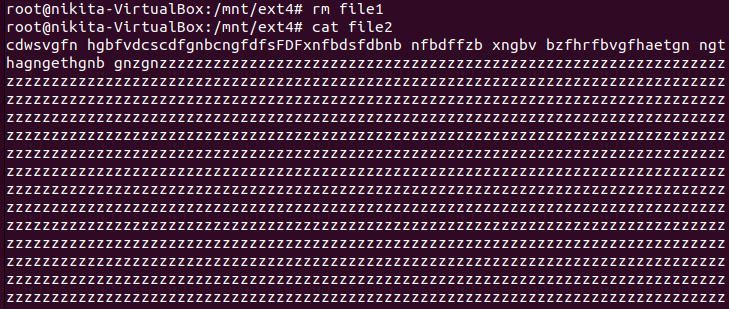 root@nikita-VirtualBox:/mnt/ext4# rm file1
root@nikita-VirtualBox:/mnt/ext4# cat file2
cdwsvgfn hgbfvdcscdfgnbcngfdfsFDFxnfbdsfdbnb nfbdffzb xngbv bzfhrfbvgfhaetgn ngt
hagngethgnb gnzgnzzzzzzzzzzzzzzzzzzzzzzzzzzzzzzzzzzzzzzzzzzzzzzzzzzzzzzzzzzzzzzz
zzzzzzzzzzzzzzzzzzzzzzzzzzzzzzzzzzzzzzzzzzzzzzzzzzzzzzzzzzzzzzzzzzzzzzzzzzzzzzzz
zzzzzzzzzzzzzzzzzzzzzzzzzzzzzzzzzzzzzzzzzzzzzzzzzzzzzzzzzzzzzzzzzzzzzzzzzzzzzzzz
zzzzzzzzzzzzzzzzzzzzzzzzzzzzzzzzzzzzzzzzzzzzzzzzzzzzzzzzzzzzzzzzzzzzzzzzzzzzzzzz
zzzzzzzzzzzzzzzzzzzzzzzzzzzzzzzzzzzzzzzzzzzzzzzzzzzzzzzzzzzzzzzzzzzzzzzzzzzzzzzz
zzzzzzzzzzzzzzzzzzzzzzzzzzzzzzzzzzzzzzzzzzzzzzzzzzzzzzzzzzzzzzzzzzzzzzzzzzzzzzzz
zzzzzzzzzzzzzzzzzzzzzzzzzzzzzzzzzzzzzzzzzzzzzzzzzzzzzzzzzzzzzzzzzzzzzzzzzzzzzzzz
zzzzzzzzzzzzzzzzzzzzzzzzzzzzzzzzzzzzzzzzzzzzzzzzzzzzzzzzzzzzzzzzzzzzzzzzzzzzzzzz
zzzzzzzzzzzzzzzzzzzzzzzzzzzzzzzzzzzzzzzzzzzzzzzzzzzzzzzzzzzzzzzzzzzzzzzzzzzzzzzz
zzzzzzzzzzzzzzzzzzzzzzzzzzzzzzzzzzzzzzzzzzzzzzzzzzzzzzzzzzzzzzzzzzzzzzzzzzzzzzzz
zzzzzzzzzzzzzzzzzzzzzzzzzzzzzzzzzzzzzzzzzzzzzzzzzzzzzzzzzzzzzzzzzzzzzzzzzzzzzzzz
zzzzzzzzzzzzzzzzzzzzzzzzzzzzzzzzzzzzzzzzzzzzzzzzzzzzzzzzzzzzzzzzzzzzzzzzzzzzzzzz
zzzzzzzzzzzzzzzzzzzzzzzzzzzzzzzzzzzzzzzzzzzzzzzzzzzzzzzzzzzzzzzzzzzzzzzzzzzzzzzz
zzzzzzzzzzzzzzzzzzzzzzzzzzzzzzzzzzzzzzzzzzzzzzzzzzzzzzzzzzzzzzzzzzzzzzzzzzzzzzzz